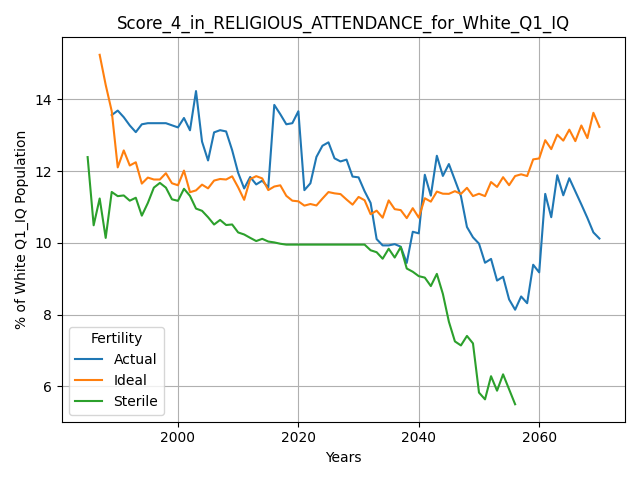 Score_4_in_RELIGIOUS_ATTENDANCE_for_White_Q1_IQ
% of White Q1_IQ Population
14
12
10
8
6
Fertility
Actual
Ideal
Sterile
2000
2020
2040
2060
Years